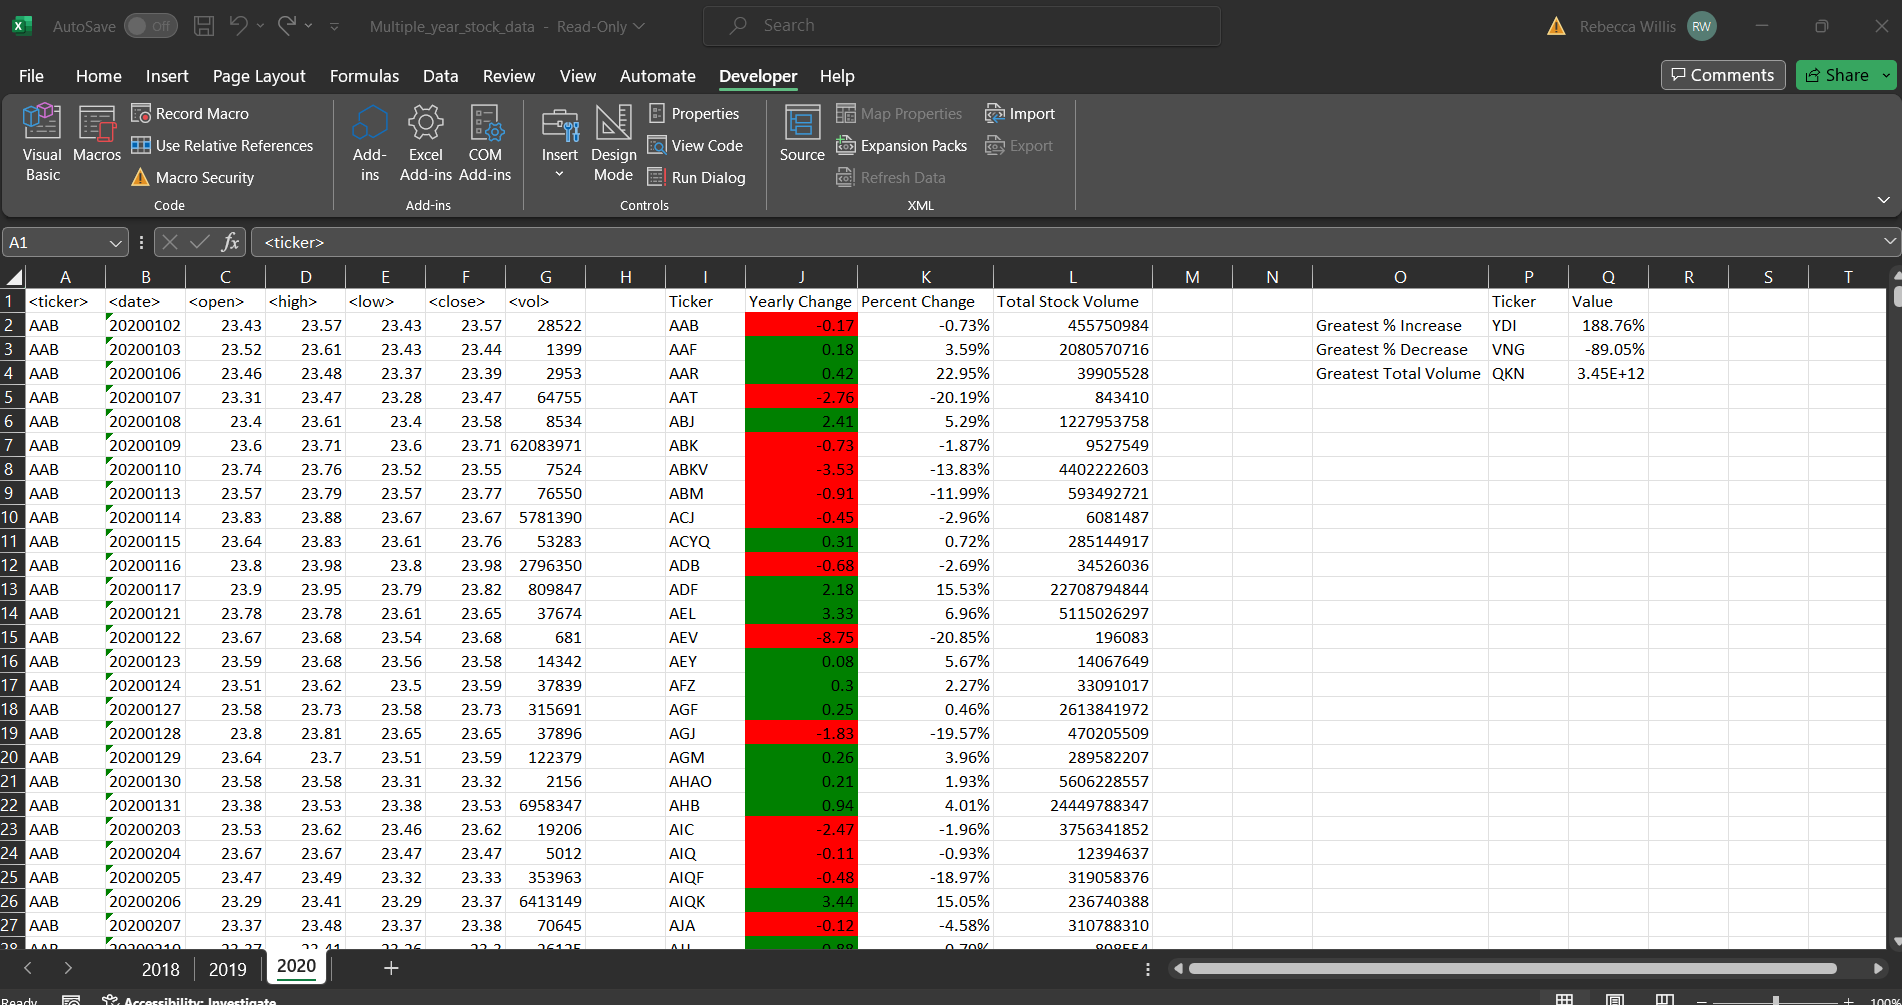 AutoSave Off Multiple_year_stock_data - Read-Only Search Rebecca Willis RW
File Home Insert Page Layout Formulas Data Review View Automate Developer Help Comments Share
Visual Basic
Macros
Record Macro
Use Relative References
Macro Security
Code
Add-ins
Excel Add-ins
COM Add-ins
Add-ins
Insert
Design Mode
Properties
View Code
Run Dialog
Controls
Source
Map Properties
Expansion Packs
Refresh Data
Import
Export
XML
A1 fx <ticker>
A B C D E F G H I J K L M N O P Q R S T
1 <ticker> <date> <open> <high> <low> <close> <vol> Ticker Yearly Change Percent Change Total Stock Volume Ticker Value
2 AAB 20200102 23.43 23.57 23.43 23.57 28522 AAB -0.17 -0.73% 455750984 Greatest % Increase YDI 188.76%
3 AAB 20200103 23.52 23.61 23.43 23.44 1399 AAF 0.18 3.59% 2080570716 Greatest % Decrease VNG -89.05%
4 AAB 20200106 23.46 23.48 23.37 23.39 2953 AAR 0.42 22.95% 39905528 Greatest Total Volume QKN 3.45E+12
5 AAB 20200107 23.31 23.47 23.28 23.47 64755 AAT -2.76 -20.19% 843410
6 AAB 20200108 23.4 23.61 23.4 23.58 8534 ABJ 2.41 5.29% 1227953758
7 AAB 20200109 23.6 23.71 23.6 23.71 62083971 ABK -0.73 -1.87% 9527549
8 AAB 20200110 23.74 23.76 23.52 23.55 7524 ABKV -3.53 -13.83% 4402222603
9 AAB 20200113 23.57 23.79 23.57 23.77 76550 ABM -0.91 -11.99% 593492721
10 AAB 20200114 23.83 23.88 23.67 23.67 5781390 ACJ -0.45 -2.96% 6081487
11 AAB 20200115 23.64 23.83 23.61 23.76 53283 ACYQ 0.31 0.72% 285144917
12 AAB 20200116 23.8 23.98 23.8 23.98 2796350 ADB -0.68 -2.69% 34526036
13 AAB 20200117 23.9 23.95 23.79 23.82 809847 ADF 2.18 15.53% 22708794844
14 AAB 20200121 23.78 23.78 23.61 23.65 37674 AEL 3.33 6.96% 5115026297
15 AAB 20200122 23.67 23.68 23.54 23.68 681 AEV -8.75 -20.85% 196083
16 AAB 20200123 23.59 23.68 23.56 23.58 14342 AEY 0.08 5.67% 14067649
17 AAB 20200124 23.51 23.62 23.5 23.59 37839 AFZ 0.3 2.27% 33091017
18 AAB 20200127 23.58 23.73 23.58 23.73 315691 AGF 0.25 0.46% 2613841972
19 AAB 20200128 23.8 23.81 23.65 23.65 37896 AGJ -1.83 -19.57% 470205509
20 AAB 20200129 23.64 23.7 23.51 23.59 122379 AGM 0.26 3.96% 289582207
21 AAB 20200130 23.58 23.58 23.31 23.32 2156 AHAO 0.21 1.93% 5606228557
22 AAB 20200131 23.38 23.53 23.38 23.53 6958347 AHB 0.94 4.01% 24449788347
23 AAB 20200203 23.53 23.62 23.46 23.62 19206 AIC -2.47 -1.96% 3756341852
24 AAB 20200204 23.67 23.67 23.47 23.47 5012 AIQ -0.11 -0.93% 12394637
25 AAB 20200205 23.47 23.49 23.32 23.33 353963 AIQF -0.48 -18.97% 319058376
26 AAB 20200206 23.29 23.41 23.29 23.37 6413149 AIQK 3.44 15.05% 236740388
27 AAB 20200207 23.37 23.48 23.37 23.38 70645 AJA -0.12 -4.58% 310788310
2018 2019 2020
Ready Accessibility: Investigate 100%